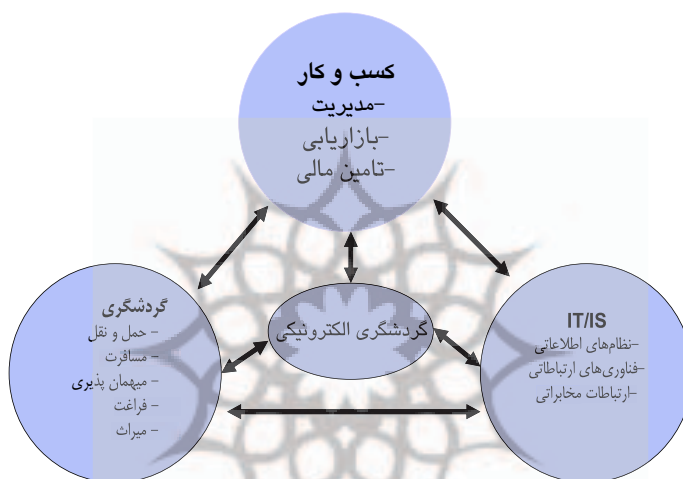 کسب و کار
-مدیریت
-بازاریابی
-تامین مالی
گردشگری الکترونیکی
IT/IS
-نظام‌های اطلاعاتی
-فناوری‌های ارتباطاتی
-ارتباطات مخابراتی
گردشگری
- حمل و نقل
- مسافرت
- میهمان پذیری
- فراغت
- میراث